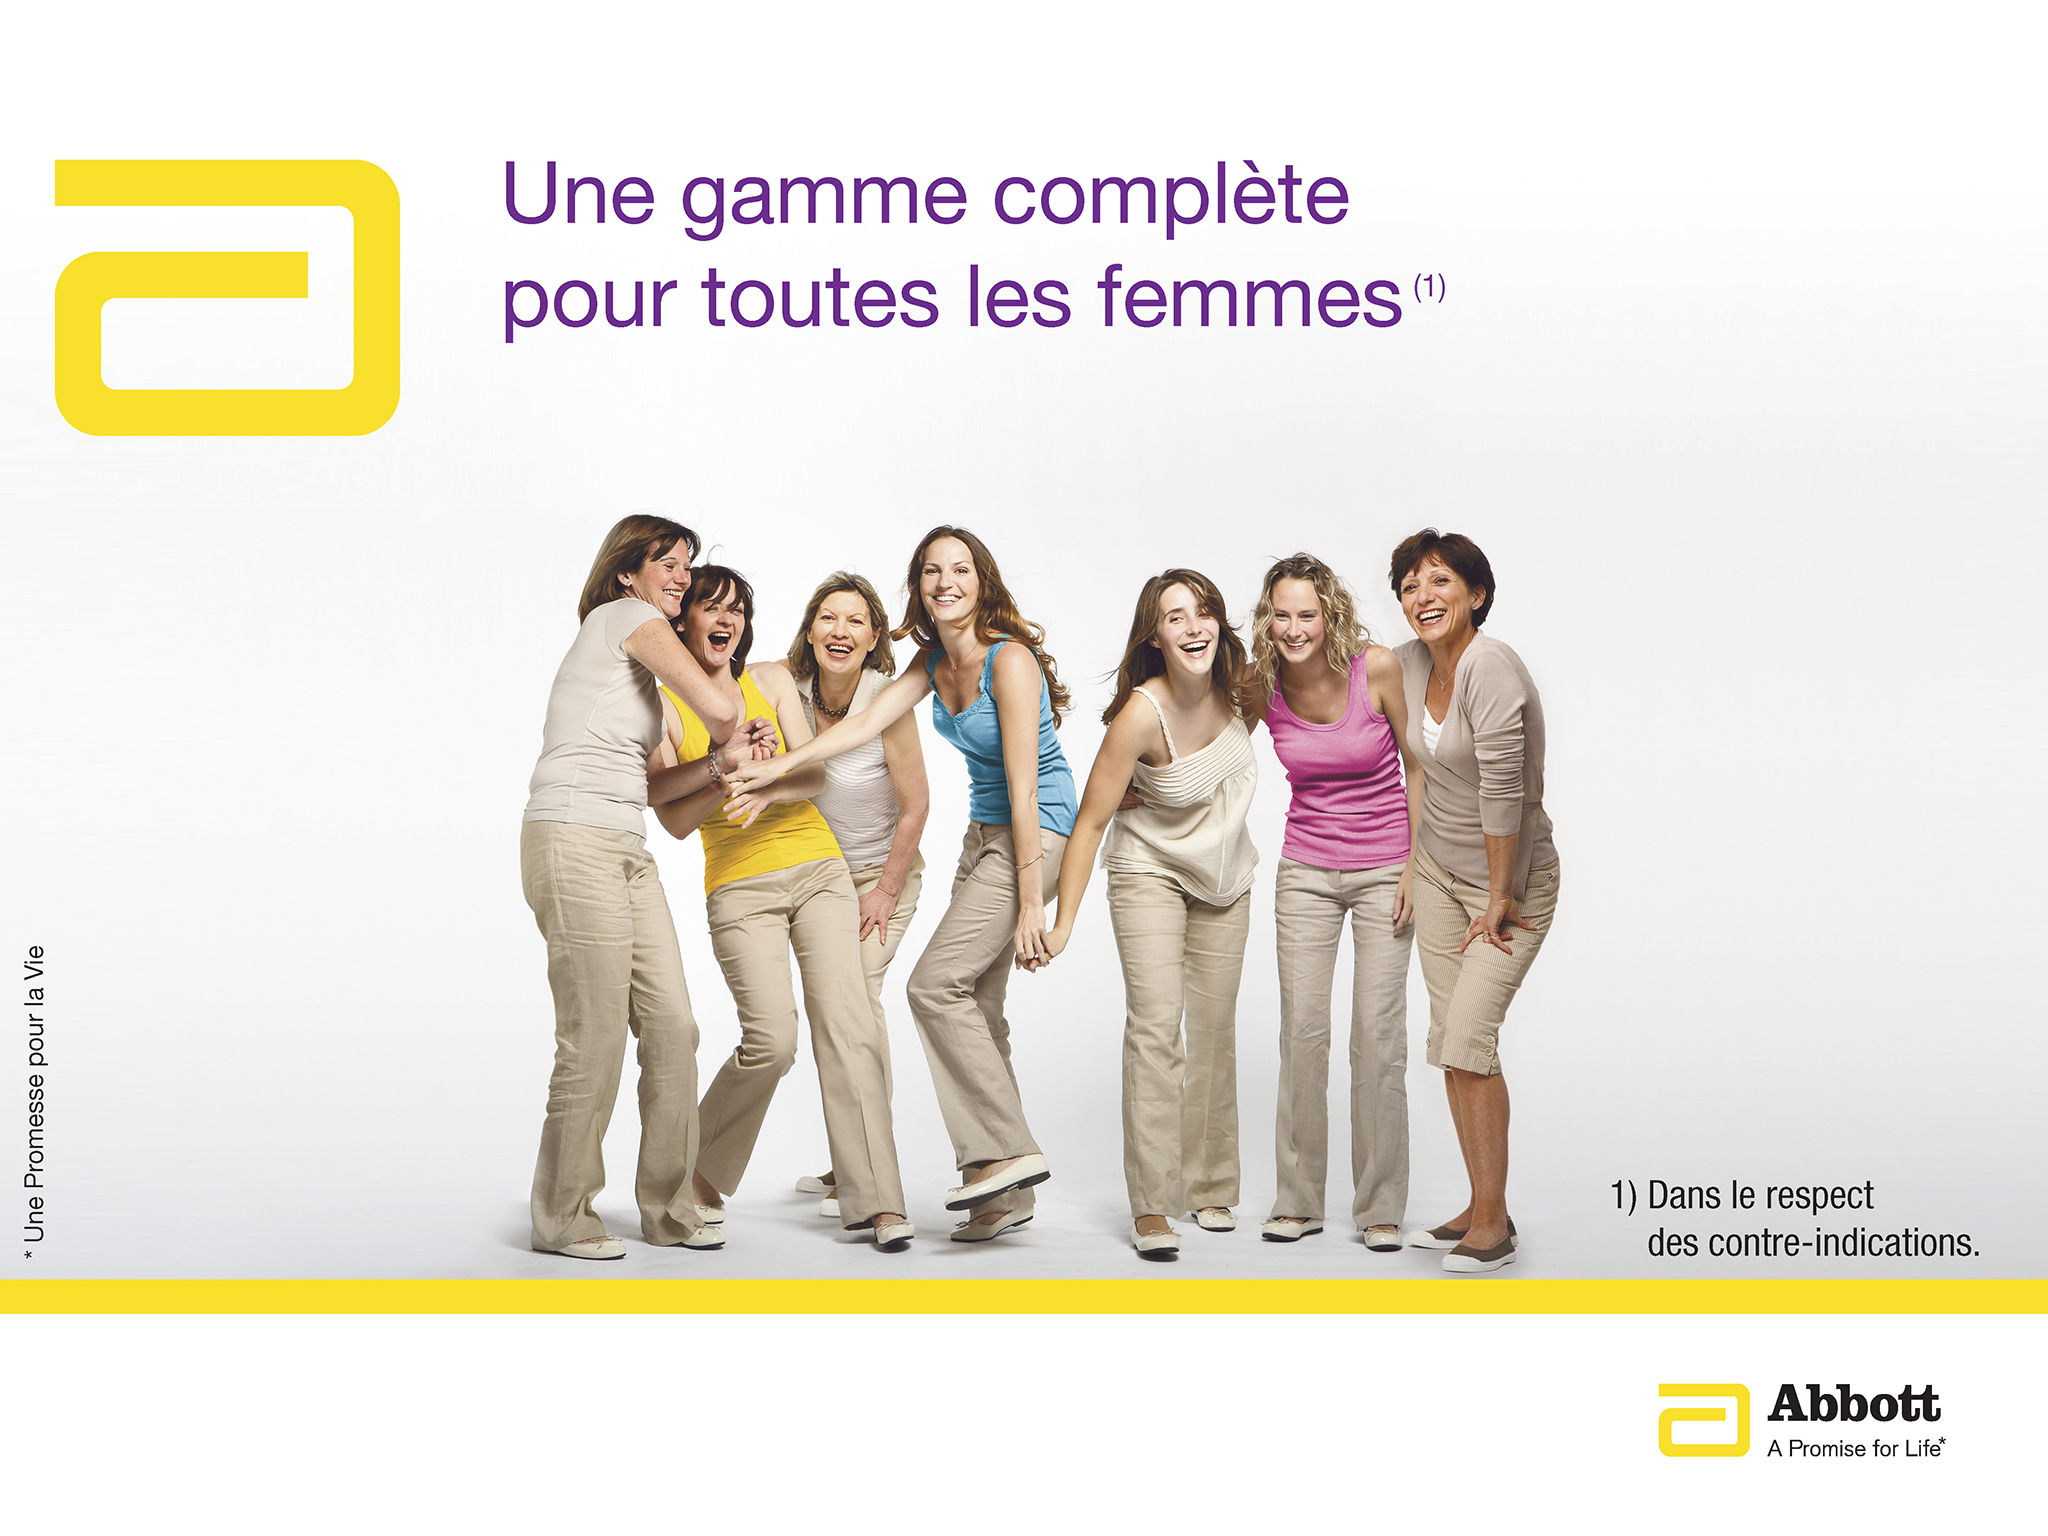 Une gamme complète
pour toutes les femmes (1)
* Une Promesse pour la Vie
1) Dans le respect
des contre-indications.
Abbott
A Promise for Life*